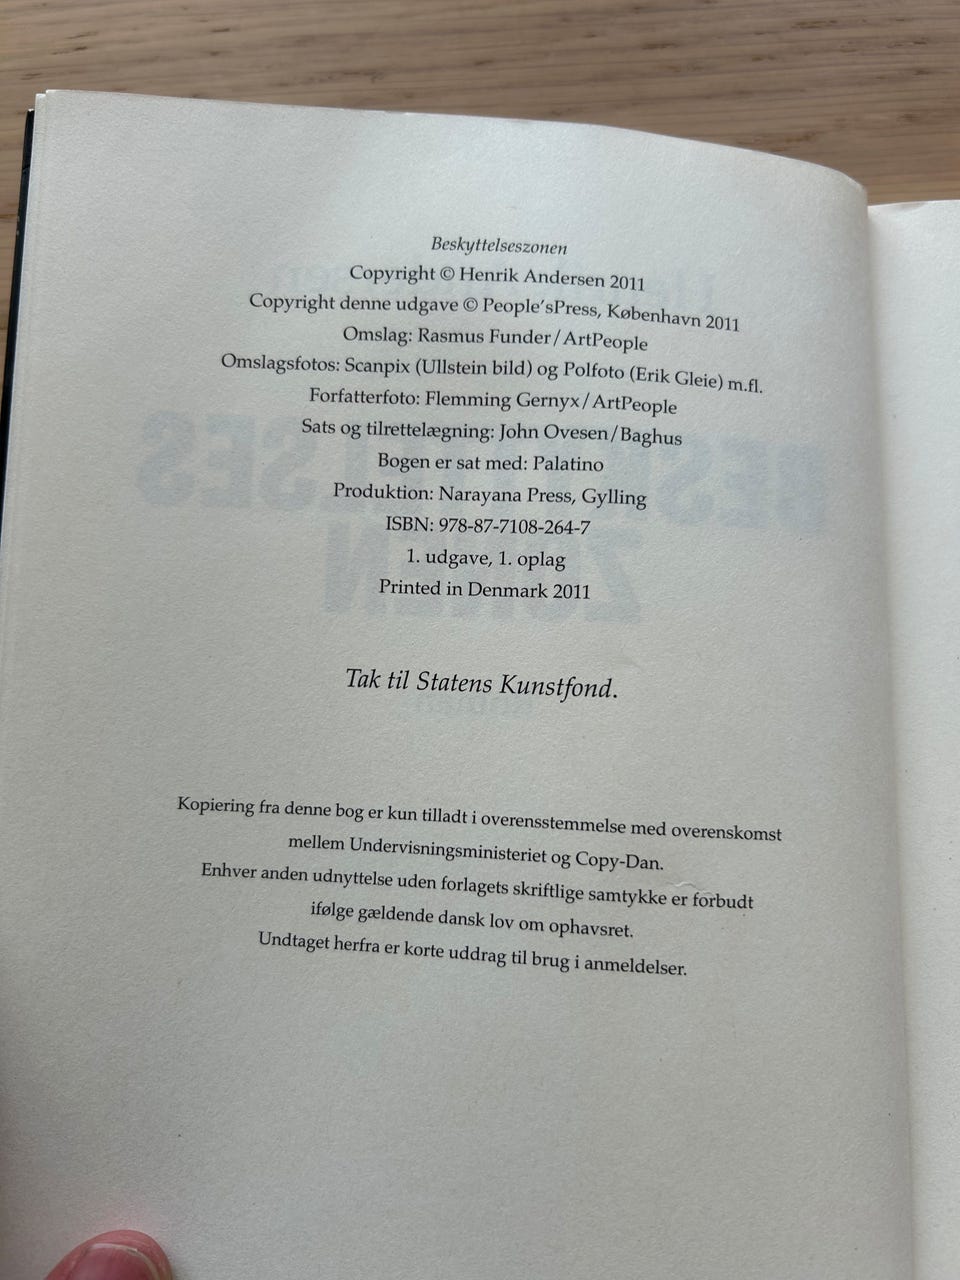 Beskyttelseszonen
Copyright © Henrik Andersen 2011
Copyright denne udgave © People'sPress, København 2011
Omslag: Rasmus Funder/ArtPeople
Omslagsfotos: Scanpix (Ullstein bild) og Polfoto (Erik Gleie) m.fl.
Forfatterfoto: Flemming Gernyx/ArtPeople
Sats og tilrettelægning: John Ovesen/Baghus
Bogen er sat med: Palatino
Produktion: Narayana Press, Gylling
ISBN: 978-87-7108-264-7
1. udgave, 1. oplag
Printed in Denmark 2011
Tak til Statens Kunstfond.
Kopiering fra denne bog er kun tilladt i overensstemmelse med overenskomst
mellem Undervisningsministeriet og Copy-Dan.
Enhver anden udnyttelse uden forlagets skriftlige samtykke er forbudt
ifølge gældende dansk lov om ophavsret.
Undtaget herfra er korte uddrag til brug i anmeldelser.